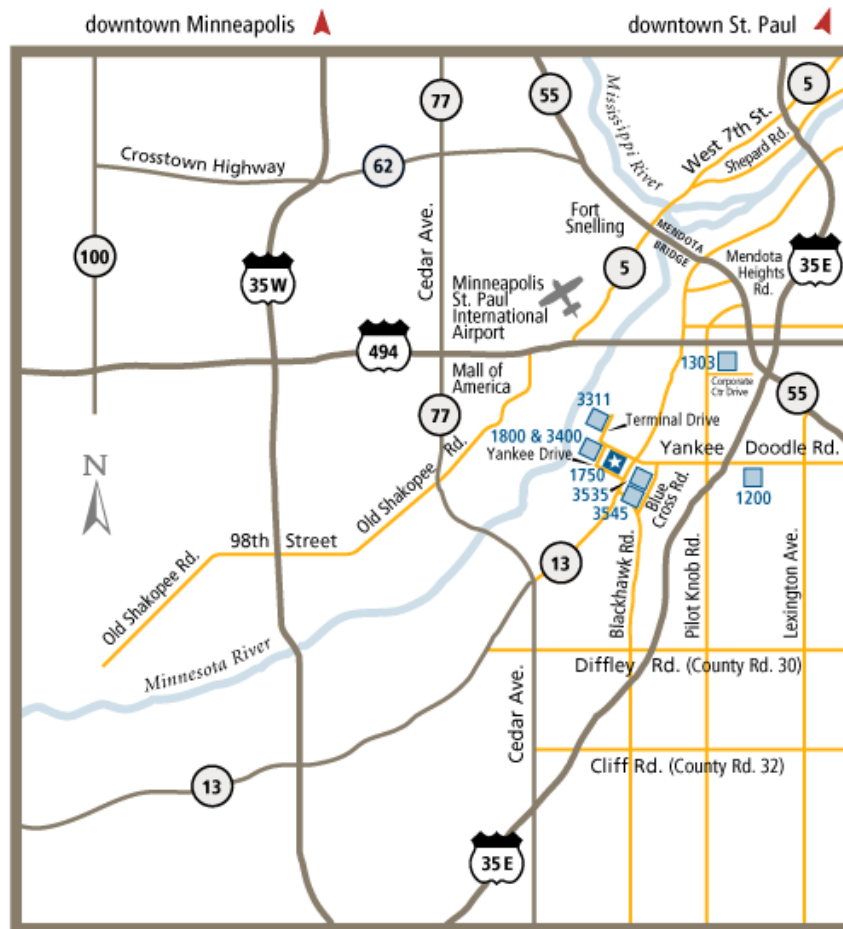 downtown Minneapolis
downtown St. Paul
77
55
5
Mississippi River
West 7th St.
Shepard Rd.
Crosstown Highway
62
Cedar Ave.
Fort
Snelling
MENDOTA
BRIDGE
100
35W
5
Mendota
Heights
Rd.
35E
Minneapolis
St. Paul
International
Airport
494
Mall of
America
1303
Corporate
Ctr Drive
55
77
3311
Terminal Drive
1800 & 3400
Yankee Drive
Yankee Doodle Rd.
1750
3535
3545
Blue
Cross Rd.
1200
N
Old Shakopee Rd.
98th Street
Old Shakopee Rd.
13
Blackhawk Rd.
Pilot Knob Rd.
Lexington Ave.
Minnesota River
Diffley Rd. (County Rd. 30)
Cedar Ave.
Cliff Rd. (County Rd. 32)
13
35E